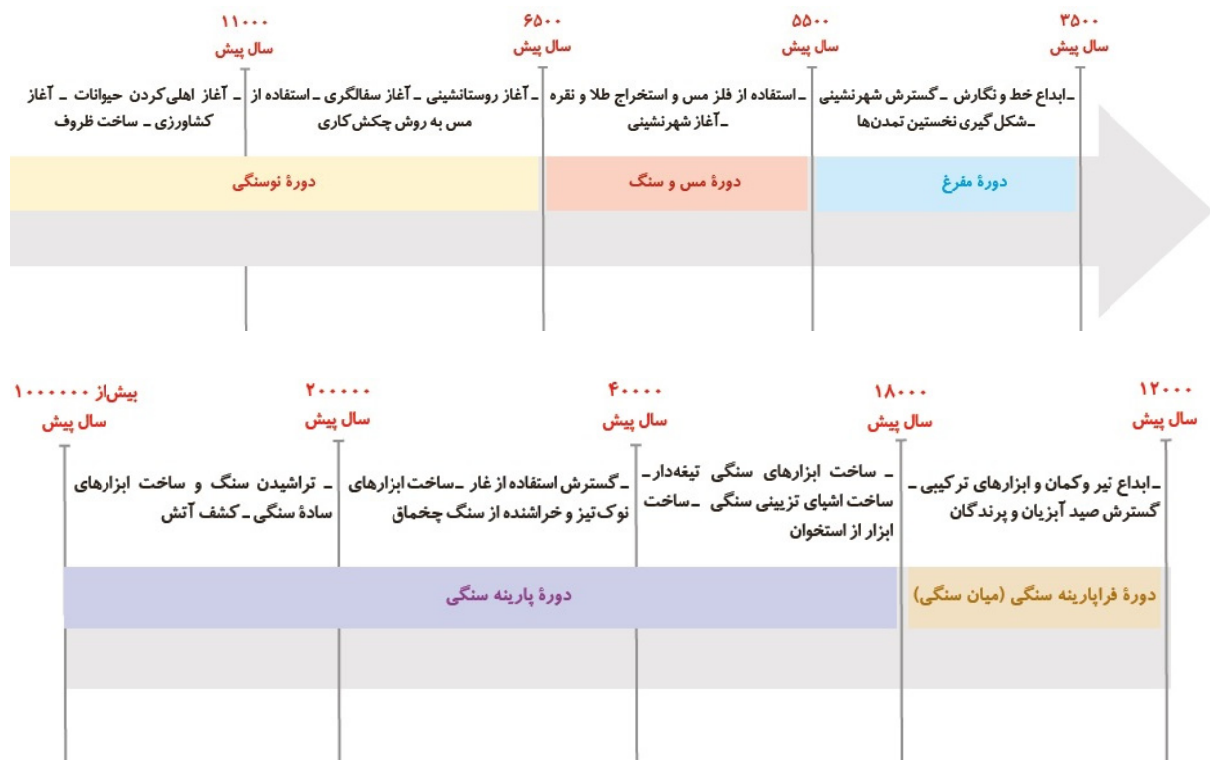 ۱۱۰۰۰
سال پیش
۶۵۰۰
سال پیش
۵۵۰۰
سال پیش
۳۵۰۰
سال پیش
ـ آغاز اهلی‌کردن حیوانات ـ آغاز
کشاورزی ـ ساخت ظروف
ـ آغاز روستانشینی ـ آغاز سفالگری ـ استفاده از
مس به روش چکش‌کاری
ـ استفاده از فلز مس و استخراج طلا و نقره
ـ آغاز شهرنشینی
ـ ابداع خط و نگارش ـ گسترش شهرنشینی
ـ شکل‌گیری نخستین تمدن‌ها
دورهٔ نوسنگی
دورهٔ مس و سنگ
دورهٔ مفرغ
بیش‌از ۱۰۰۰۰۰۰
سال پیش
۲۰۰۰۰۰
سال پیش
۴۰۰۰۰
سال پیش
۱۸۰۰۰
سال پیش
۱۲۰۰۰
سال پیش
ـ تراشیدن سنگ و ساخت ابزارهای
سادهٔ سنگی ـ کشف آتش
ـ گسترش استفاده از غار ـ ساخت ابزارهای
نوک‌تیز و خراشنده از سنگ چخماق
ـ ساخت ابزارهای سنگی تیغه‌دار ـ
ساخت اشیای تزیینی سنگی ـ ساخت
ابزار از استخوان
ـ ابداع تیر و کمان و ابزارهای ترکیبی ـ
گسترش صید آبزیان و پرندگان
دورهٔ پارینه سنگی
دورهٔ فراپارینه سنگی (میان سنگی)